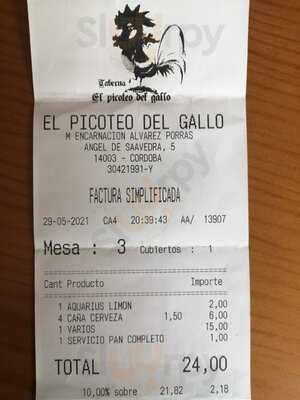 Taberna
El picoteo del gallo
EL PICOTEO DEL GALLO
M ENCARNACION ALVAREZ PORRAS
ANGEL DE SAAVEDRA, 5
14003 - CORDOBA
30421991-Y
FACTURA SIMPLIFICADA
29-05-2021 CA4 20:39:43 AA/ 13907
Mesa : 3 Cubiertos : 1
Cant Producto Importe
1 AQUARIUS LIMON 2,00
4 CAÑA CERVEZA 1,50 6,00
1 VARIOS 15,00
1 SERVICIO PAN COMPLETO 1,00
TOTAL 24,00
10,00% sobre 21,82 2,18